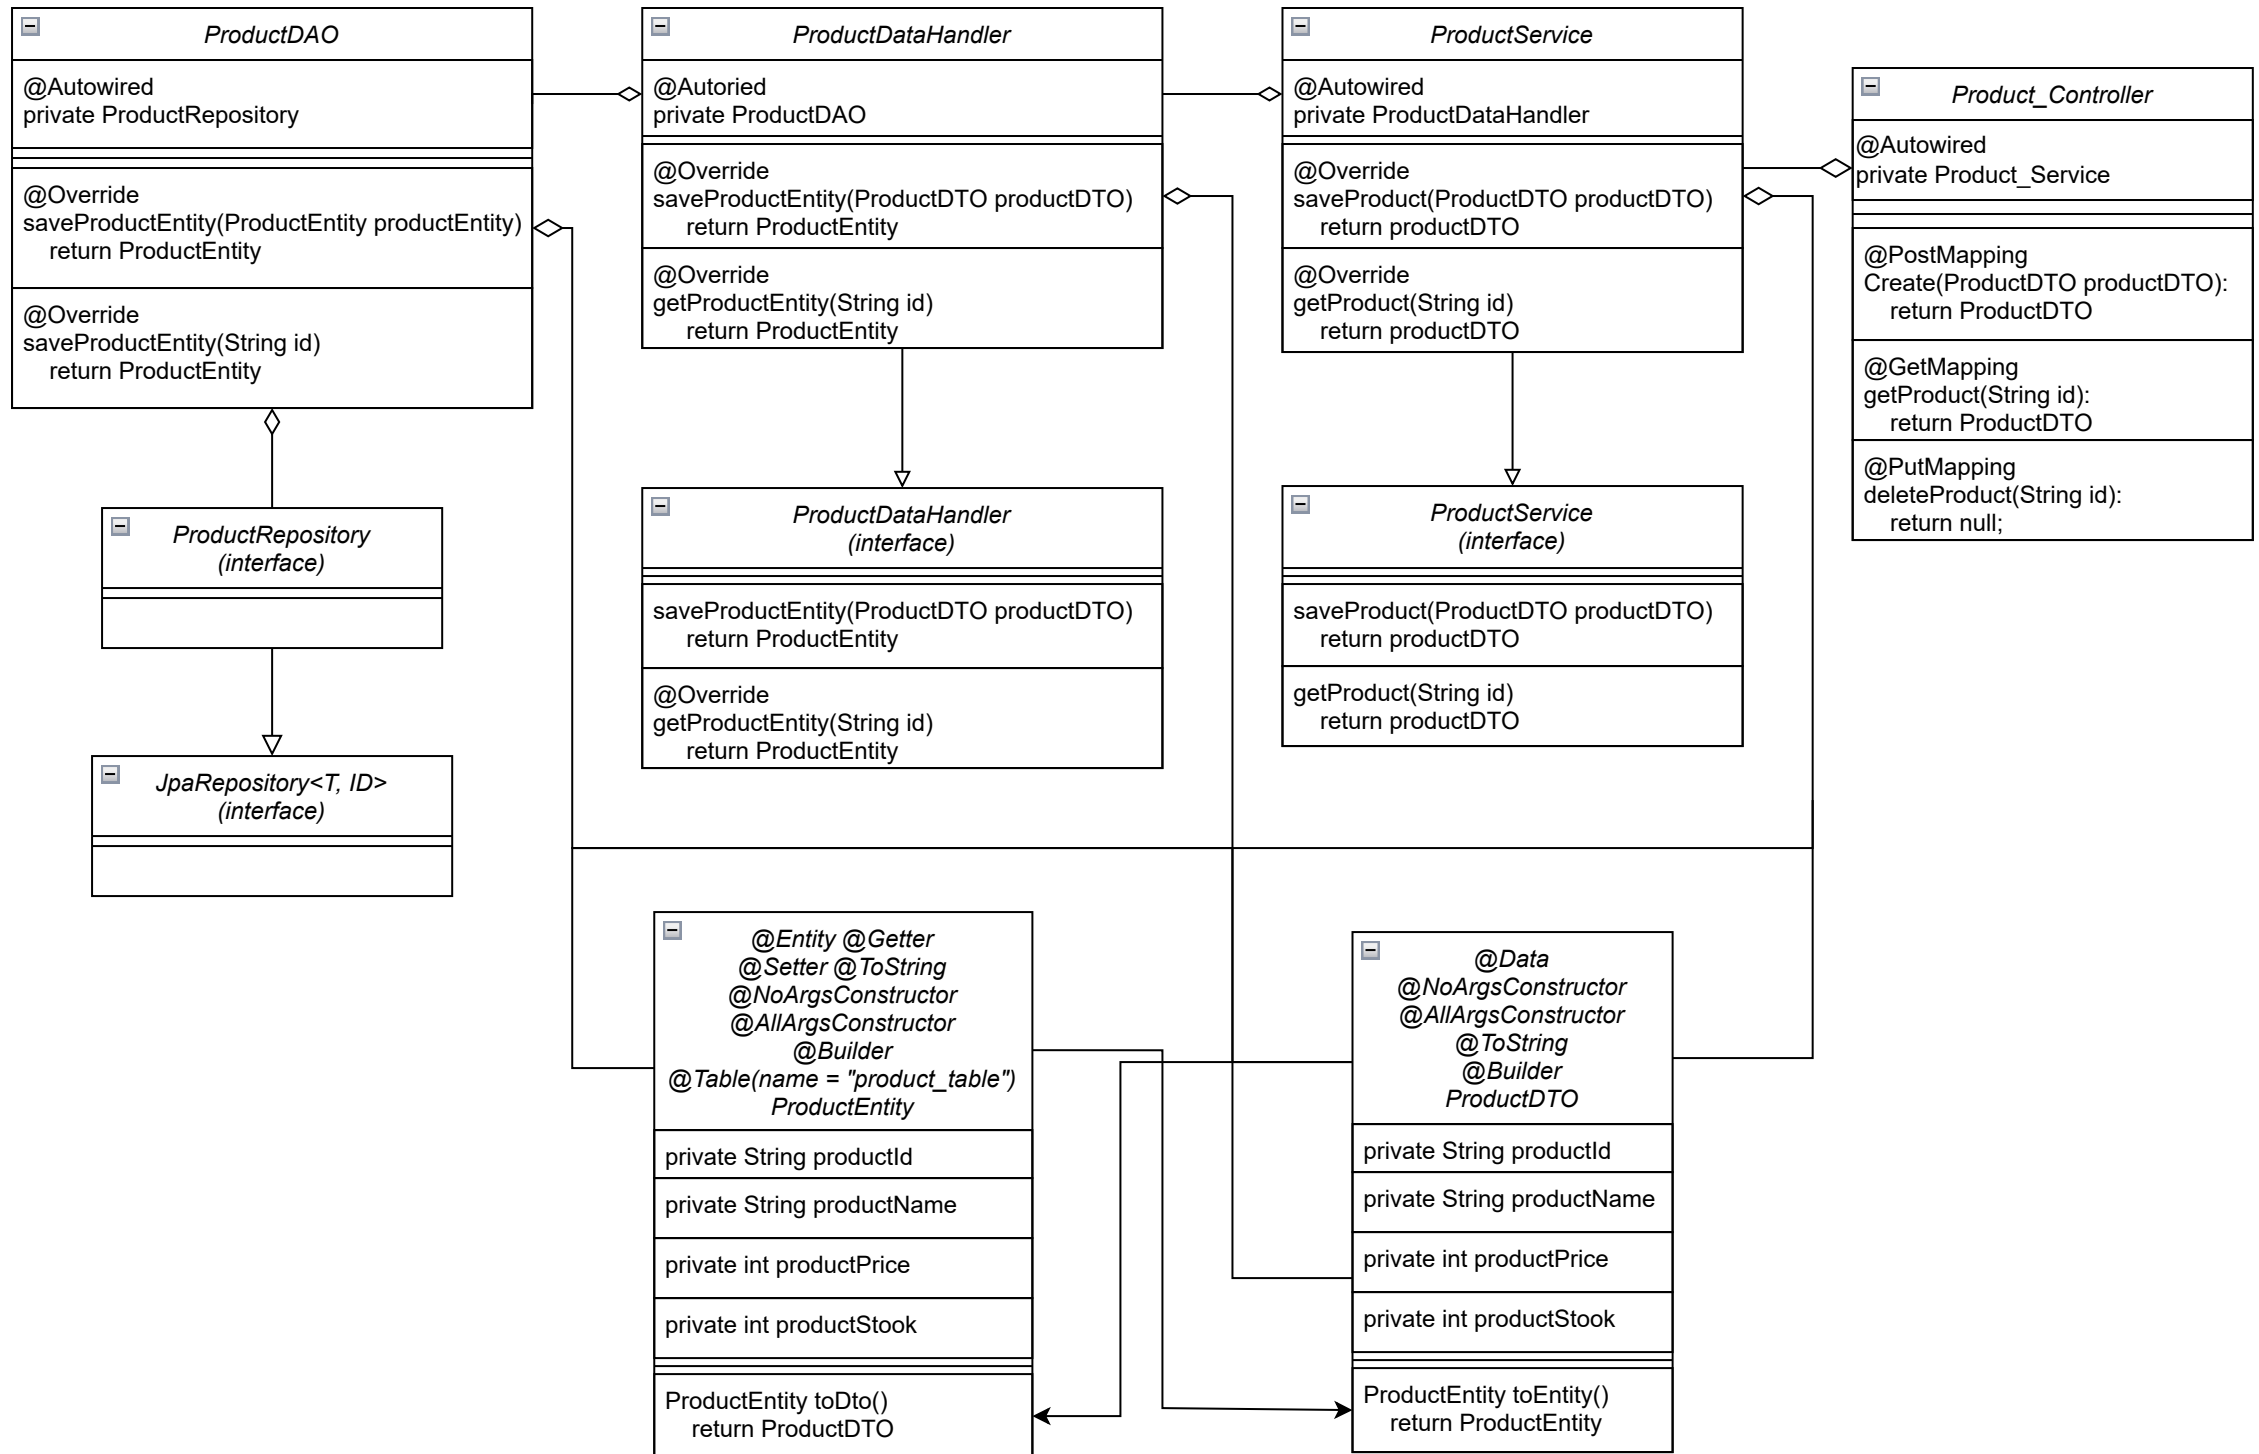 ProductDAO
@Autowired
private ProductRepository
@Override
saveProductEntity(ProductEntity productEntity)
return ProductEntity
@Override
saveProductEntity(String id)
return ProductEntity
ProductDataHandler
@Autoried
private ProductDAO
@Override
saveProductEntity(ProductDTO productDTO)
return ProductEntity
@Override
getProductEntity(String id)
return ProductEntity
ProductService
@Autowired
private ProductDataHandler
@Override
saveProduct(ProductDTO productDTO)
return productDTO
@Override
getProduct(String id)
return productDTO
Product_Controller
@Autowired
private Product_Service
@PostMapping
Create(ProductDTO productDTO):
return ProductDTO
@GetMapping
getProduct(String id):
return ProductDTO
@PutMapping
deleteProduct(String id):
return null;
ProductRepository
(interface)
JpaRepository<T, ID>
(interface)
ProductDataHandler
(interface)
saveProductEntity(ProductDTO productDTO)
return ProductEntity
@Override
getProductEntity(String id)
return ProductEntity
ProductService
(interface)
saveProduct(ProductDTO productDTO)
return productDTO
getProduct(String id)
return productDTO
@Entity @Getter
@Setter @ToString
@NoArgsConstructor
@AllArgsConstructor
@Builder
@Table(name = "product_table")
ProductEntity
private String productId
private String productName
private int productPrice
private int productStook
ProductEntity toDto()
return ProductDTO
@Data
@NoArgsConstructor
@AllArgsConstructor
@ToString
@Builder
ProductDTO
private String productId
private String productName
private int productPrice
private int productStook
ProductEntity toEntity()
return ProductEntity